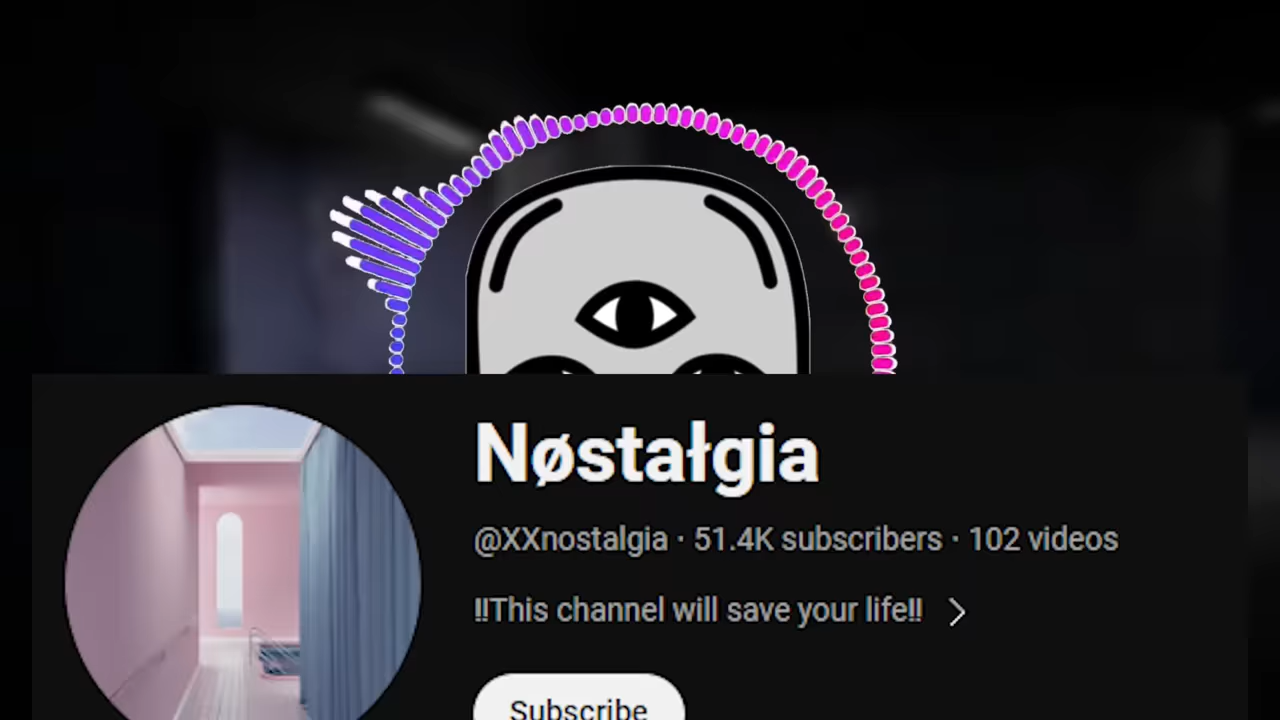 Nøstałgia
@XXnostalgia · 51.4K subscribers · 102 videos
!!This channel will save your life!!
Subscribe